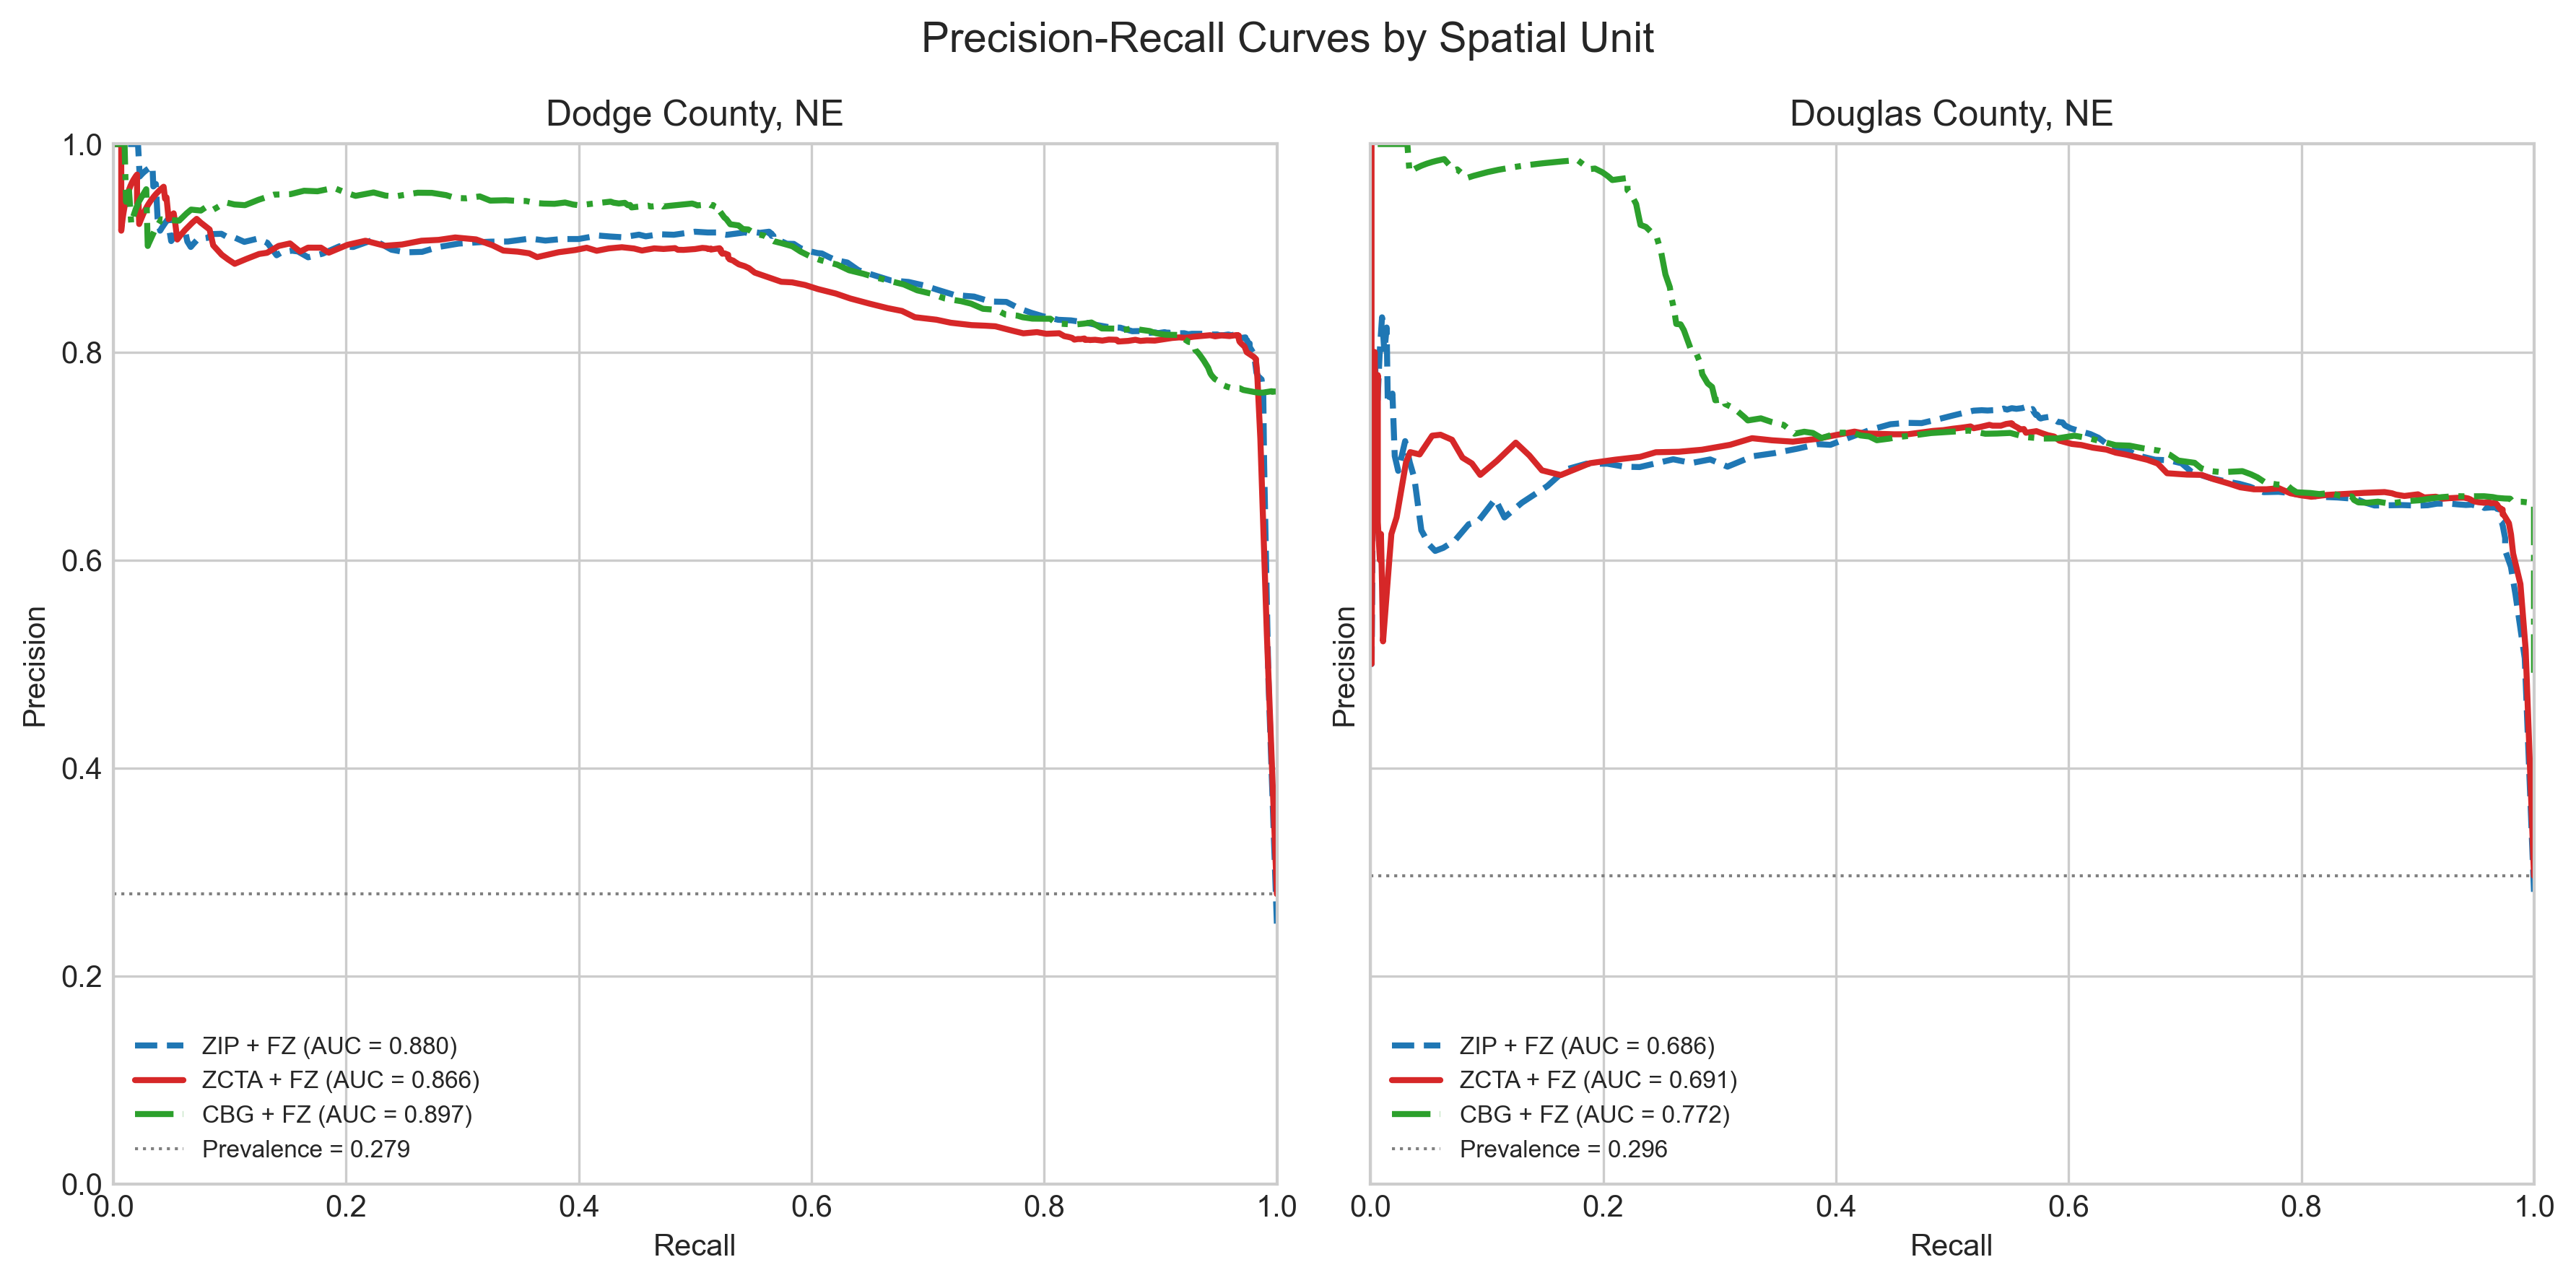 Precision-Recall Curves by Spatial Unit
Dodge County, NE
1.0
0.8
0.6
0.4
0.2
0.0
Precision
ZIP + FZ (AUC = 0.880)
ZCTA + FZ (AUC = 0.866)
CBG + FZ (AUC = 0.897)
Prevalence = 0.279
0.0 0.2 0.4 0.6 0.8 1.0
Recall
Douglas County, NE
Precision
ZIP + FZ (AUC = 0.686)
ZCTA + FZ (AUC = 0.691)
CBG + FZ (AUC = 0.772)
Prevalence = 0.296
0.0 0.2 0.4 0.6 0.8 1.0
Recall